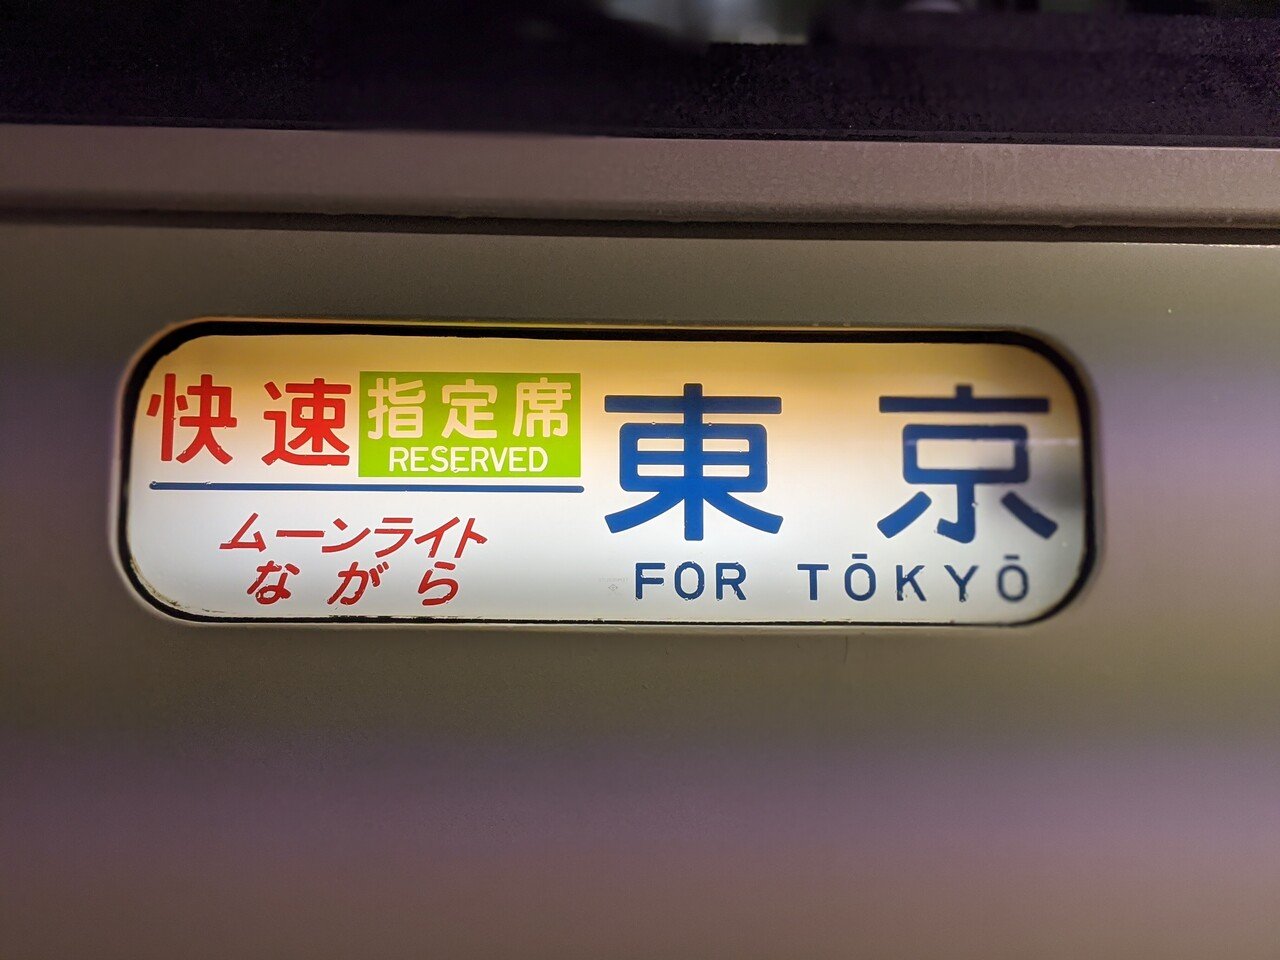 快速 指定席
RESERVED
ムーンライト
ながら
東京
FOR TŌKYŌ